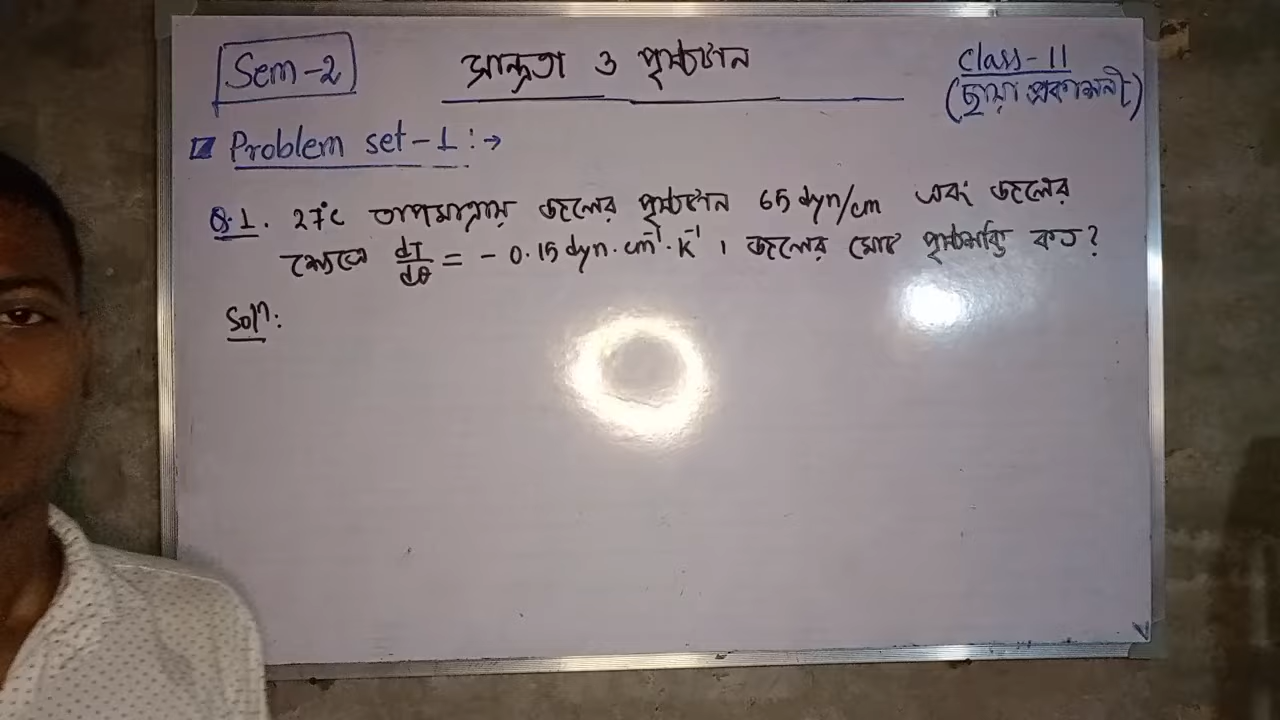 Sem-2
সান্দ্রতা ও পৃষ্ঠটান
Class-11
(ছায়া প্রকাশনী)
Problem set-1:→
Q.1. 27°C তাপমাত্রায় জলের পৃষ্ঠটান 65 dyn/cm এবং জলের
ক্ষেত্রে dT/dθ = - 0.15 dyn·cm⁻¹·K⁻¹। জলের মোট পৃষ্ঠশক্তি কত?
Solⁿ: